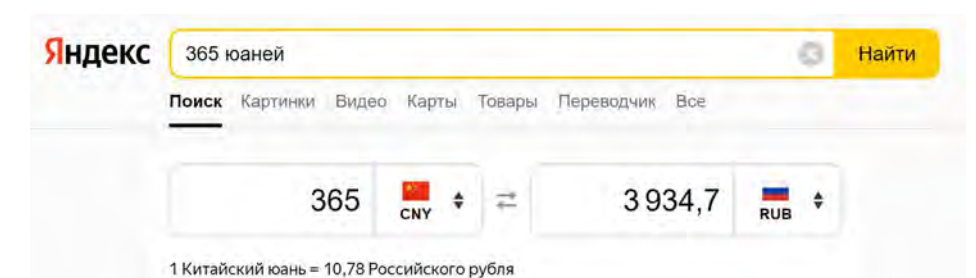 Яндекс 365 юаней Найти
Поиск Картинки Видео Карты Товары Переводчик Все
365 CNY 3 934,7 RUB
1 Китайский юань = 10,78 Российского рубля